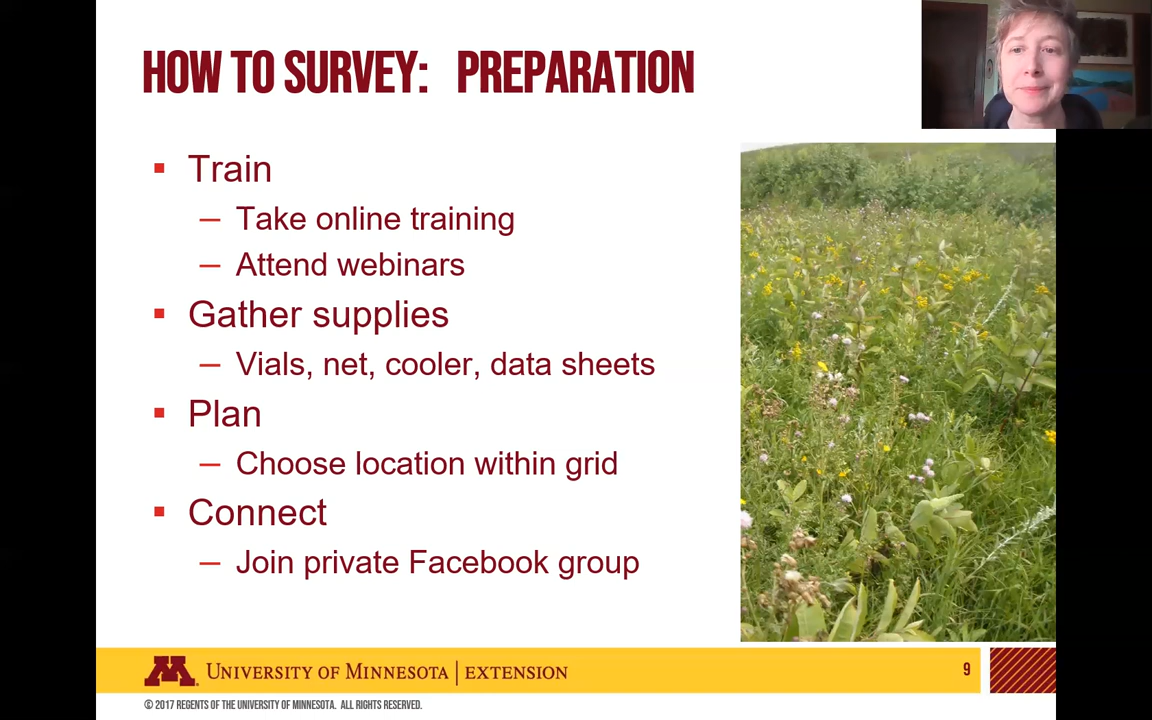 HOW TO SURVEY: PREPARATION
Train
– Take online training
– Attend webinars
Gather supplies
– Vials, net, cooler, data sheets
Plan
– Choose location within grid
Connect
– Join private Facebook group
M UNIVERSITY OF MINNESOTA | EXTENSION
9
© 2017 REGENTS OF THE UNIVERSITY OF MINNESOTA. ALL RIGHTS RESERVED.